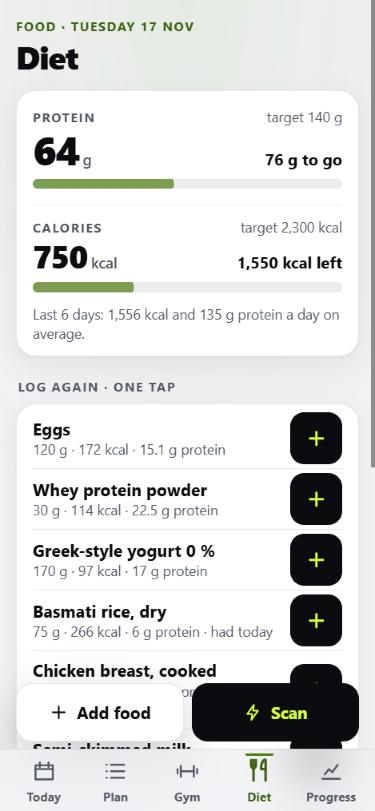 FOOD · TUESDAY 17 NOV
Diet
PROTEIN
target 140 g
64 g
76 g to go
CALORIES
target 2,300 kcal
750 kcal
1,550 kcal left
Last 6 days: 1,556 kcal and 135 g protein a day on
average.
LOG AGAIN · ONE TAP
Eggs
120 g · 172 kcal · 15.1 g protein
Whey protein powder
30 g · 114 kcal · 22.5 g protein
Greek-style yogurt 0 %
170 g · 97 kcal · 17 g protein
Basmati rice, dry
75 g · 266 kcal · 6 g protein · had today
Chicken breast, cooked
Add food
Scan
Semi-skimmed milk
Today
Plan
Gym
Diet
Progress